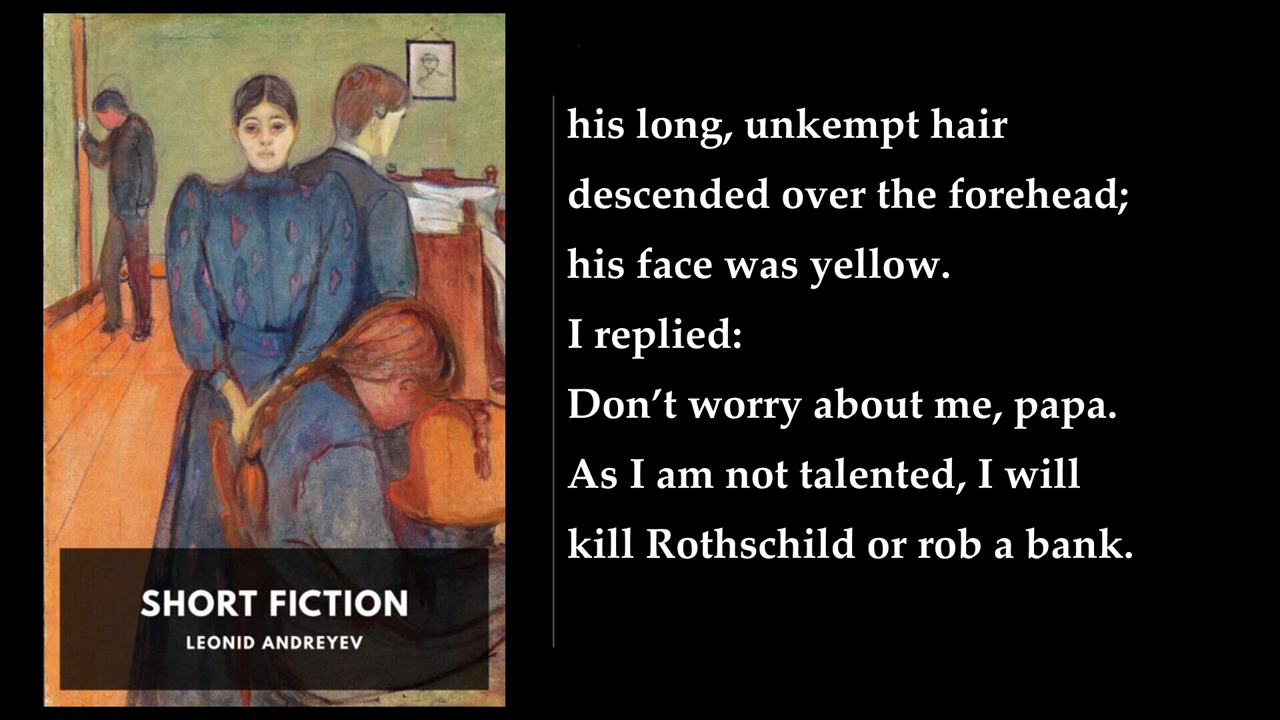 SHORT FICTION
LEONID ANDREYEV
his long, unkempt hair
descended over the forehead;
his face was yellow.
I replied:
Don’t worry about me, papa.
As I am not talented, I will
kill Rothschild or rob a bank.